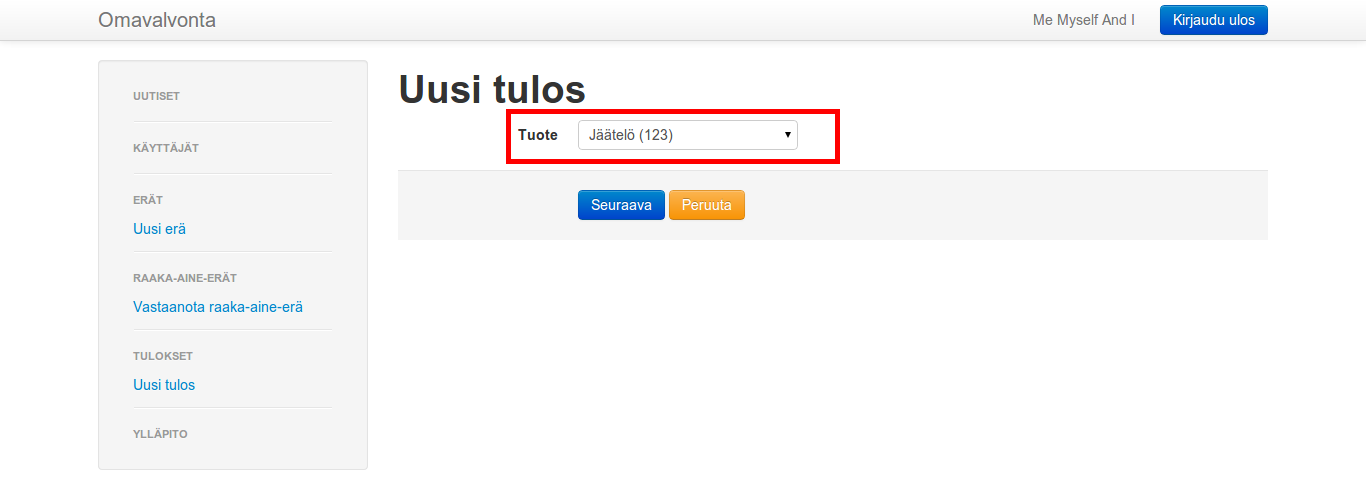 Omavalvonta
Me Myself And I
Kirjaudu ulos
UUTISET
KÄYTTÄJÄT
ERÄT
Uusi erä
RAAKA-AINE-ERÄT
Vastaanota raaka-aine-erä
TULOKSET
Uusi tulos
YLLÄPITO
Uusi tulos
Tuote Jäätelö (123)
Seuraava Peruuta